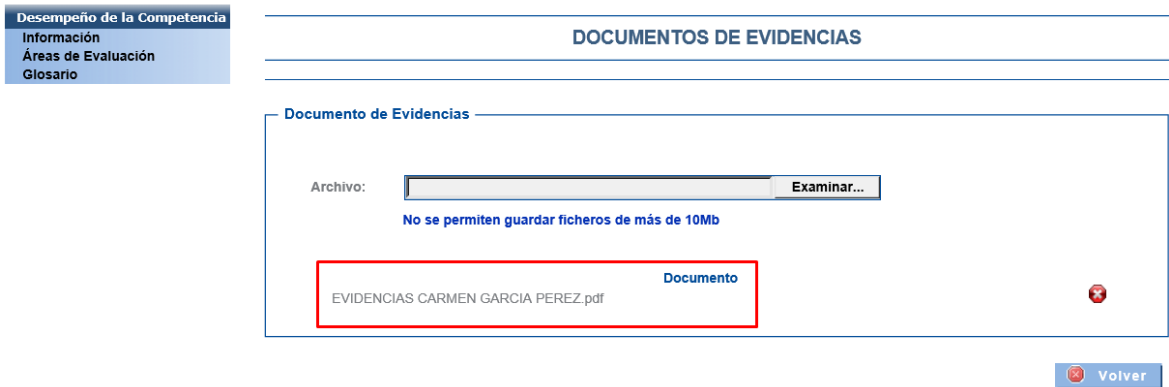 Desempeño de la Competencia
Información
Áreas de Evaluación
Glosario
DOCUMENTOS DE EVIDENCIAS
Documento de Evidencias
Archivo:
Examinar...
No se permiten guardar ficheros de más de 10Mb
Documento
EVIDENCIAS CARMEN GARCIA PEREZ.pdf
Volver